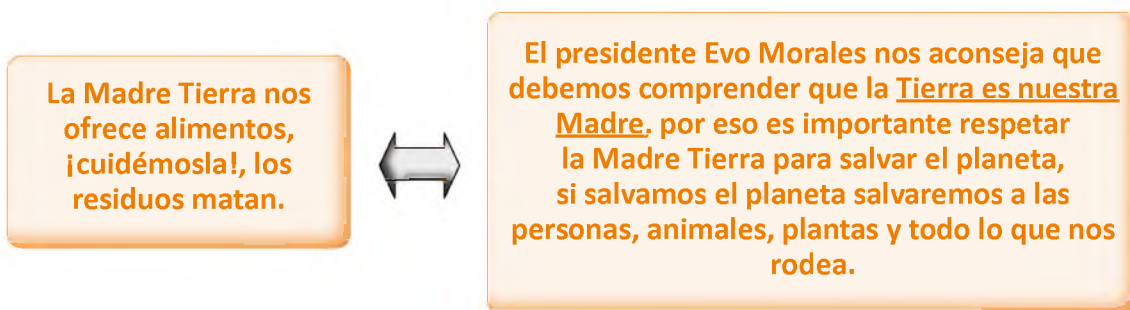 La Madre Tierra nos
ofrece alimentos,
¡cuidémosla!, los
residuos matan.
El presidente Evo Morales nos aconseja que
debemos comprender que la Tierra es nuestra
Madre. por eso es importante respetar
la Madre Tierra para salvar el planeta,
si salvamos el planeta salvaremos a las
personas, animales, plantas y todo lo que nos
rodea.